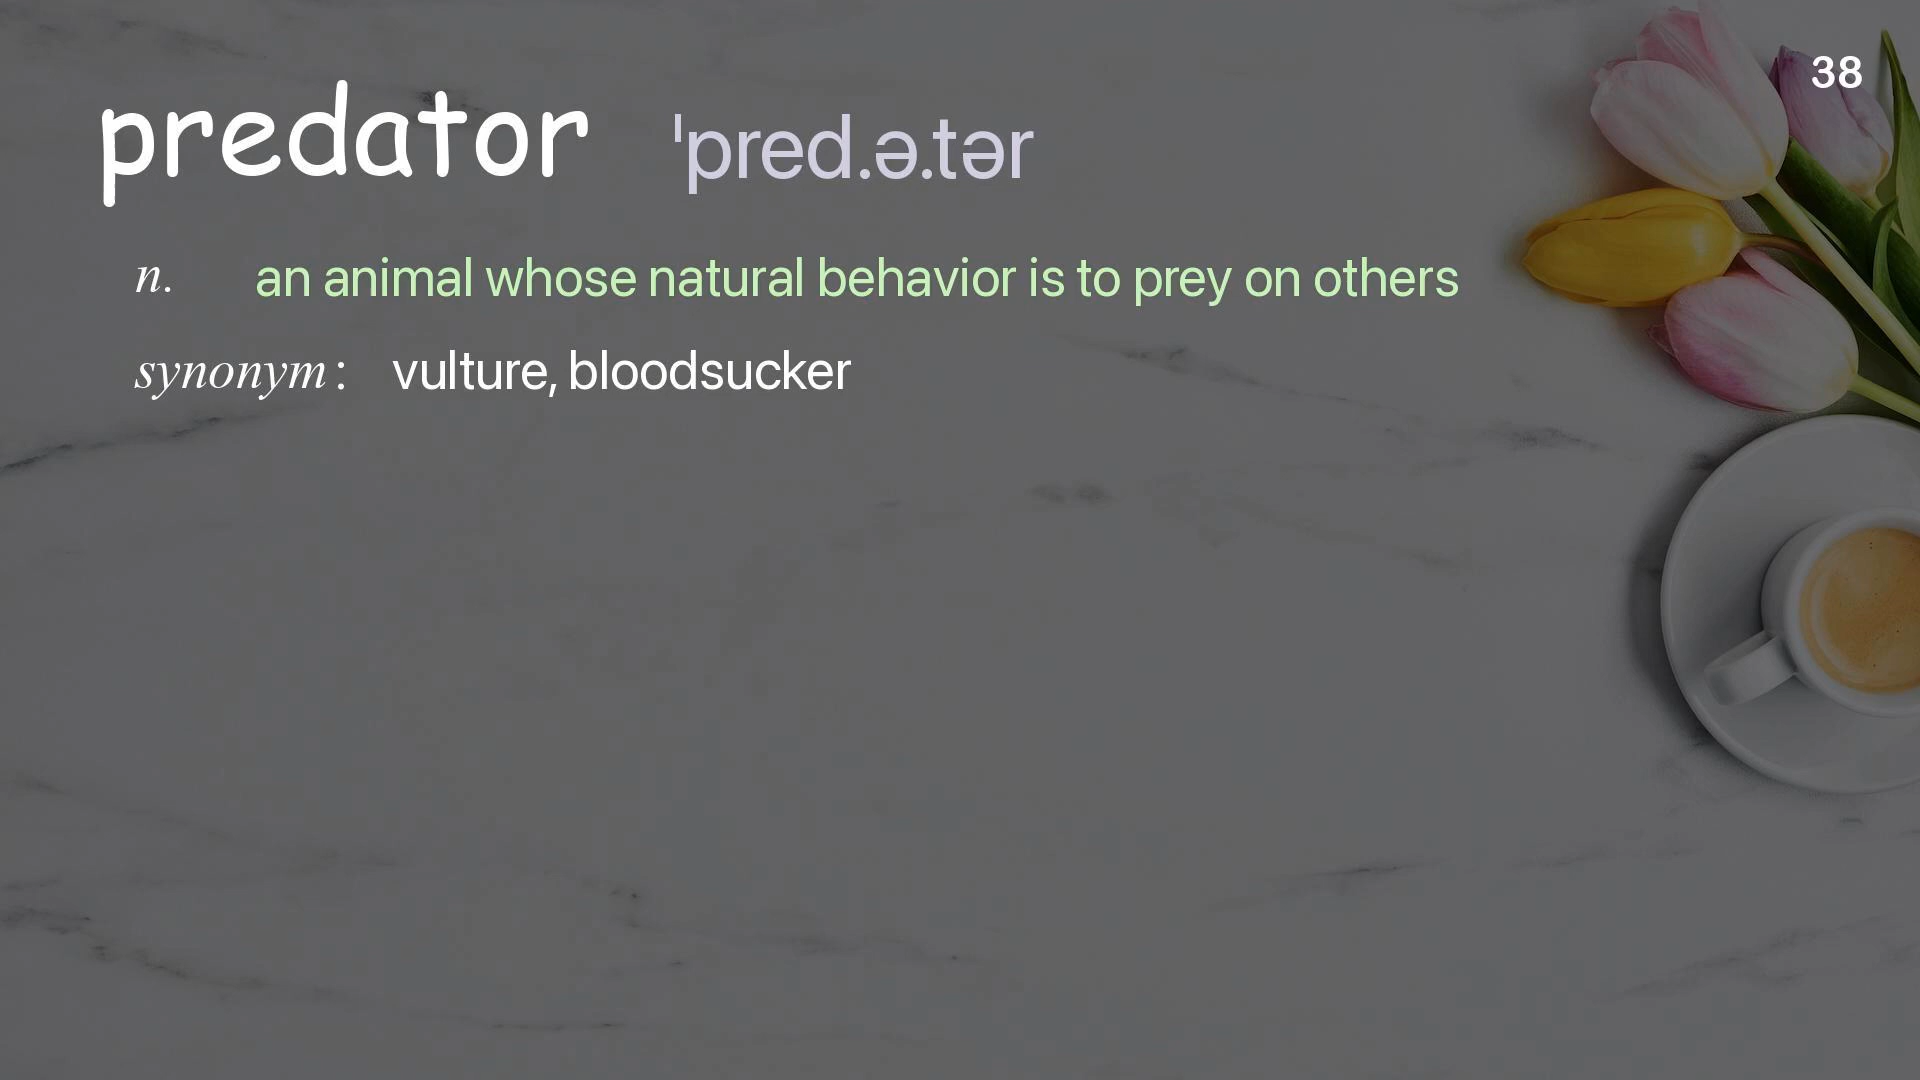 38
predator ˈpred.ə.tər
n. an animal whose natural behavior is to prey on others
synonym: vulture, bloodsucker